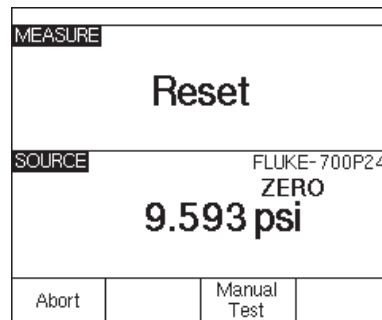 MEASURE
Reset
SOURCE
FLUKE-700P24
ZERO
9.593 psi
Abort
Manual
Test